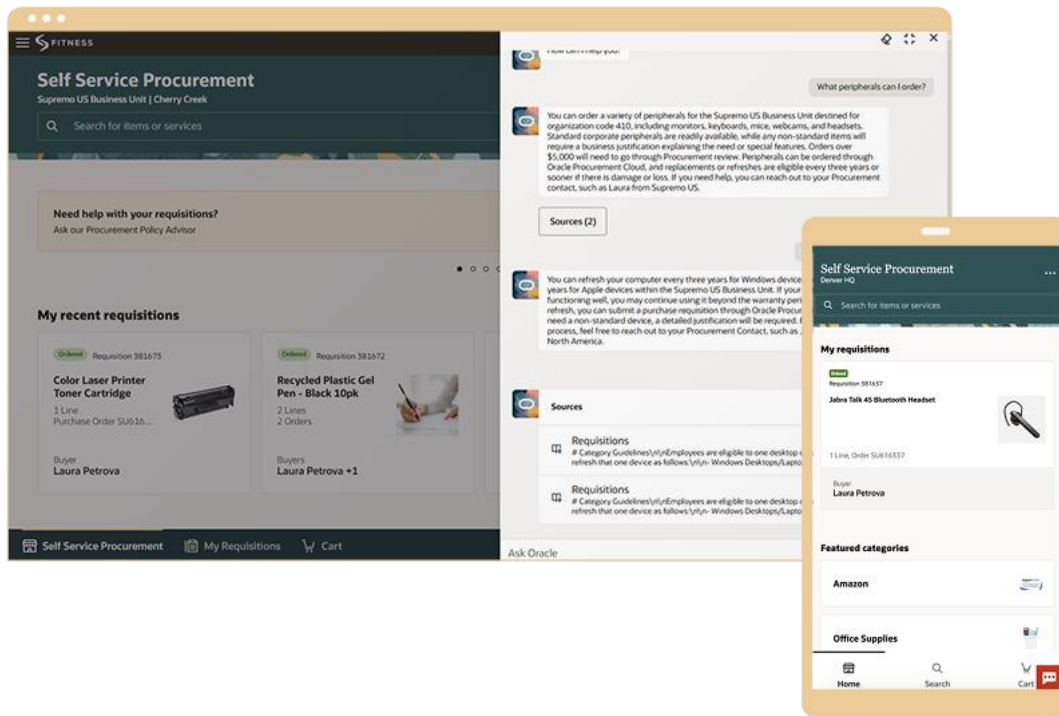 FITNESS
Self Service Procurement
Supremo US Business Unit | Cherry Creek
Search for items or services
Need help with your requisitions?
Ask our Procurement Policy Advisor
My recent requisitions
Ordered Requisition 381675
Color Laser Printer
Toner Cartridge
1 Line
Purchase Order SU616...
Buyer
Laura Petrova
Ordered Requisition 381672
Recycled Plastic Gel
Pen - Black 10pk
2 Lines
2 Orders
Buyers
Laura Petrova +1
Self Service Procurement
My Requisitions
Cart
How can I help you?
What peripherals can I order?
You can order a variety of peripherals for the Supremo US Business Unit destined for
organization code 410, including monitors, keyboards, mice, webcams, and headsets.
Standard corporate peripherals are readily available, while any non-standard items will
require a business justification explaining the need or special features. Orders over
$5,000 will need to go through Procurement review. Peripherals can be ordered through
Oracle Procurement Cloud, and replacements or refreshes are eligible every three years or
sooner if there is damage or loss. If you need help, you can reach out to your Procurement
contact, such as Laura from Supremo US.
Sources (2)
You can refresh your computer every three years for Windows device
years for Apple devices within the Supremo US Business Unit. If your
functioning well, you may continue using it beyond the warranty peri
refresh, you can submit a purchase requisition through Oracle Procur
need a non-standard device, a detailed justification will be required.
process, feel free to reach out to your Procurement Contact, such as
North America.
Sources
Requisitions
# Category Guidelines\n\nEmployees are eligible to one desktop
refresh that one device as follows:\n\n- Windows Desktops/Lapto
Requisitions
# Category Guidelines\n\nEmployees are eligible to one desktop
refresh that one device as follows:\n\n- Windows Desktops/Lapto
Ask Oracle
Self Service Procurement
Denver HQ
Search for items or services
My requisitions
Ordered
Requisition 381637
Jabra Talk 45 Bluetooth Headset
1 Line, Order SU616337
Buyer
Laura Petrova
Featured categories
Amazon
Office Supplies
Home
Search
Cart